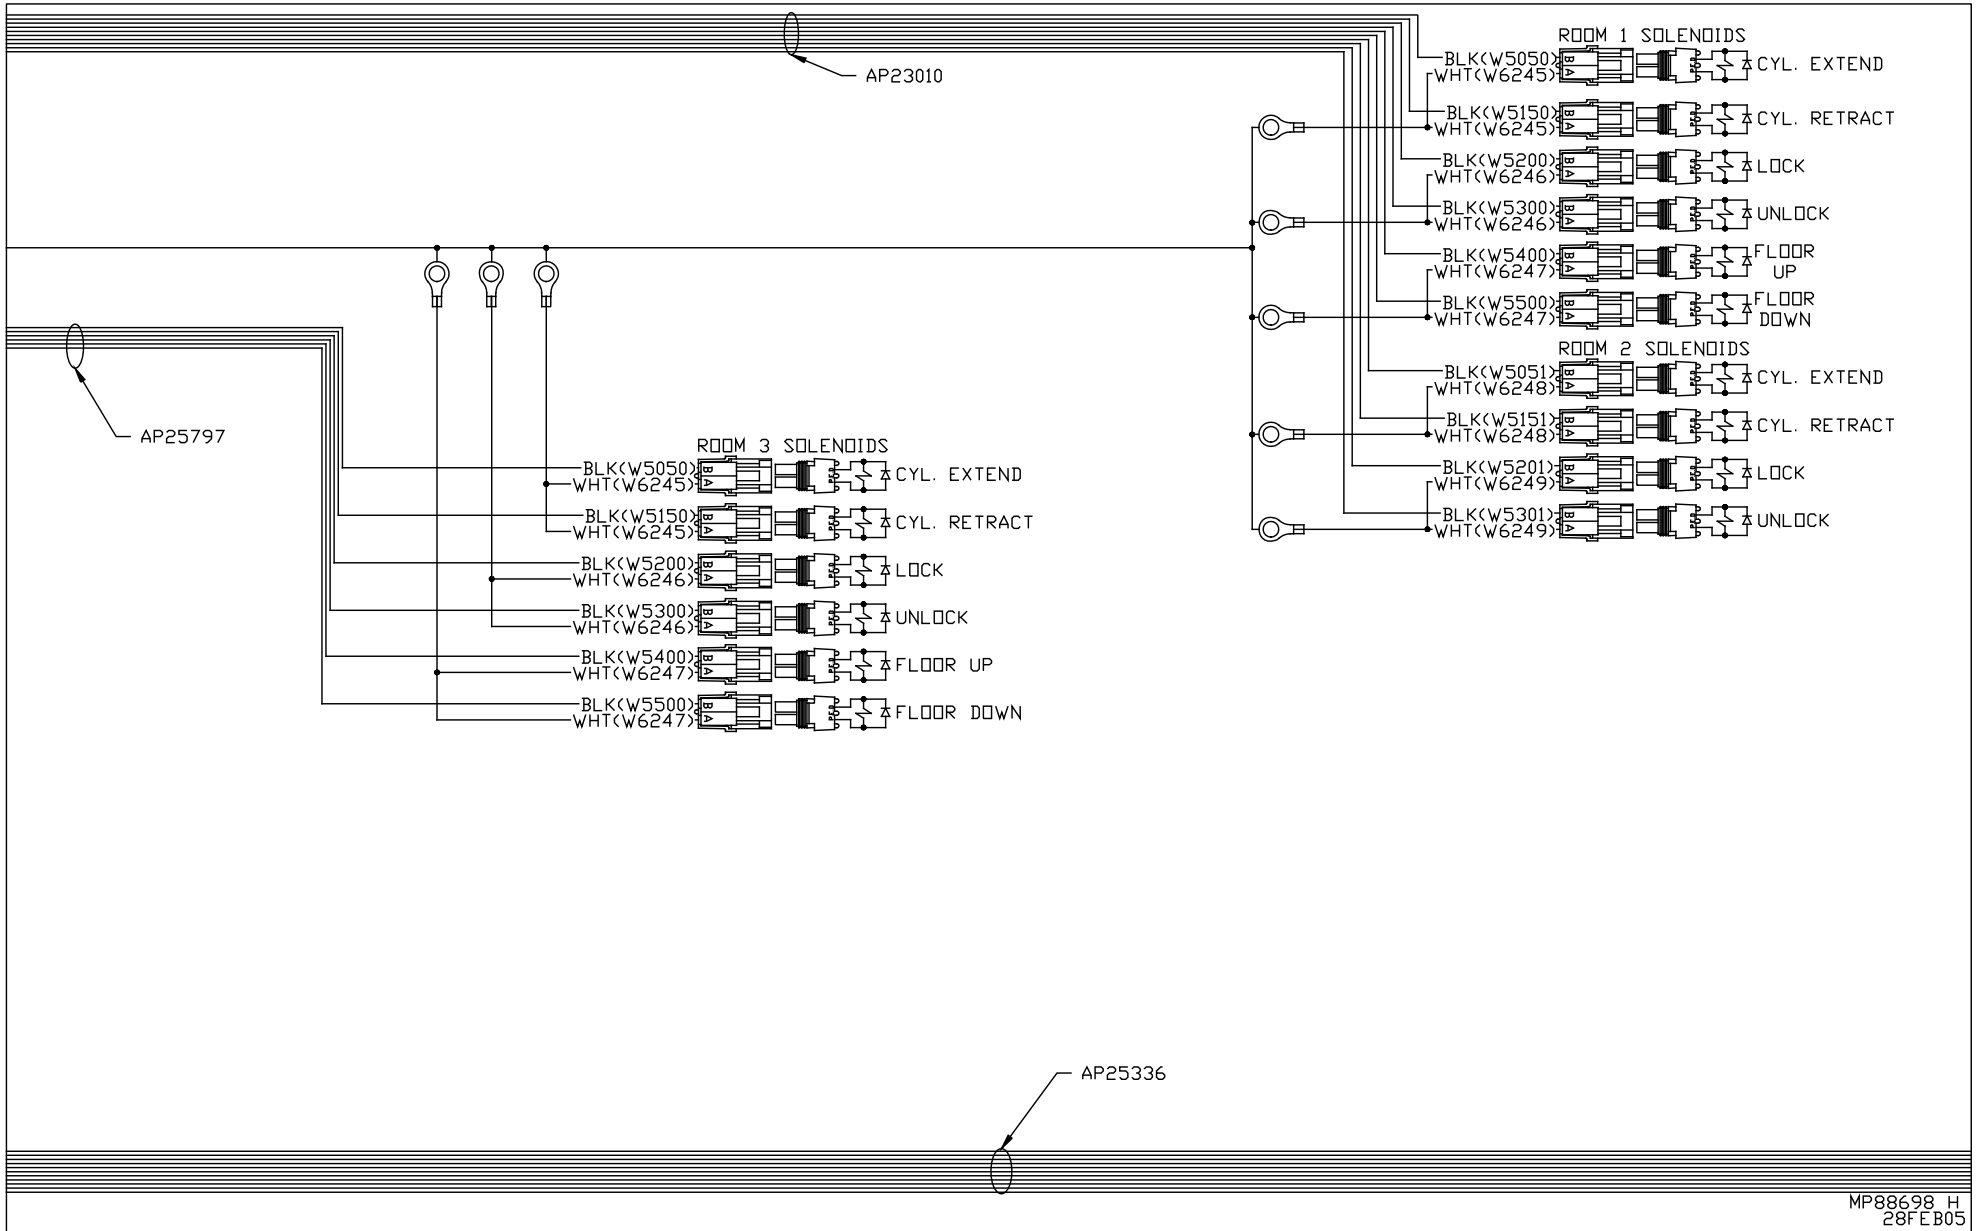 AP23010
ROOM 1 SOLENOIDS
BLK(W5050) B CYL. EXTEND
WHT(W6245) A
BLK(W5150) B CYL. RETRACT
WHT(W6245) A
BLK(W5200) B LOCK
WHT(W6246) A
BLK(W5300) B UNLOCK
WHT(W6246) A
BLK(W5400) B FLOOR
WHT(W6247) A UP
BLK(W5500) B FLOOR
WHT(W6247) A DOWN
ROOM 2 SOLENOIDS
BLK(W5051) B CYL. EXTEND
WHT(W6248) A
BLK(W5151) B CYL. RETRACT
WHT(W6248) A
BLK(W5201) B LOCK
WHT(W6249) A
BLK(W5301) B UNLOCK
WHT(W6249) A
AP25797
ROOM 3 SOLENOIDS
BLK(W5050) B CYL. EXTEND
WHT(W6245) A
BLK(W5150) B CYL. RETRACT
WHT(W6245) A
BLK(W5200) B LOCK
WHT(W6246) A
BLK(W5300) B UNLOCK
WHT(W6246) A
BLK(W5400) B FLOOR UP
WHT(W6247) A
BLK(W5500) B FLOOR DOWN
WHT(W6247) A
AP25336
MP88698 H
28FEB05